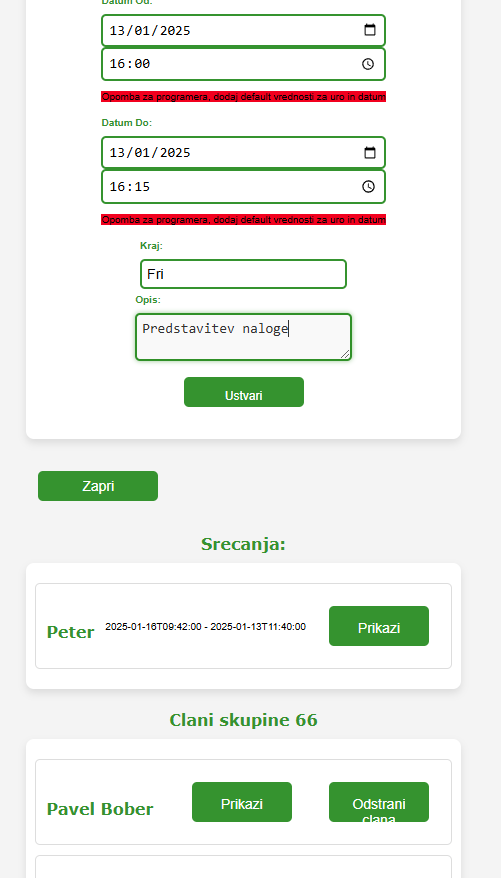 Datum Od:
13/01/2025
16:00
Opomba za programera, dodaj default vrednosti za uro in datum
Datum Do:
13/01/2025
16:15
Opomba za programera, dodaj default vrednosti za uro in datum
Kraj:
Fri
Opis:
Predstavitev naloge
Ustvari
Zapri
Srecanja:
Peter 2025-01-16T09:42:00 - 2025-01-13T11:40:00 Prikazi
Clani skupine 66
Pavel Bober Prikazi Odstrani
clana